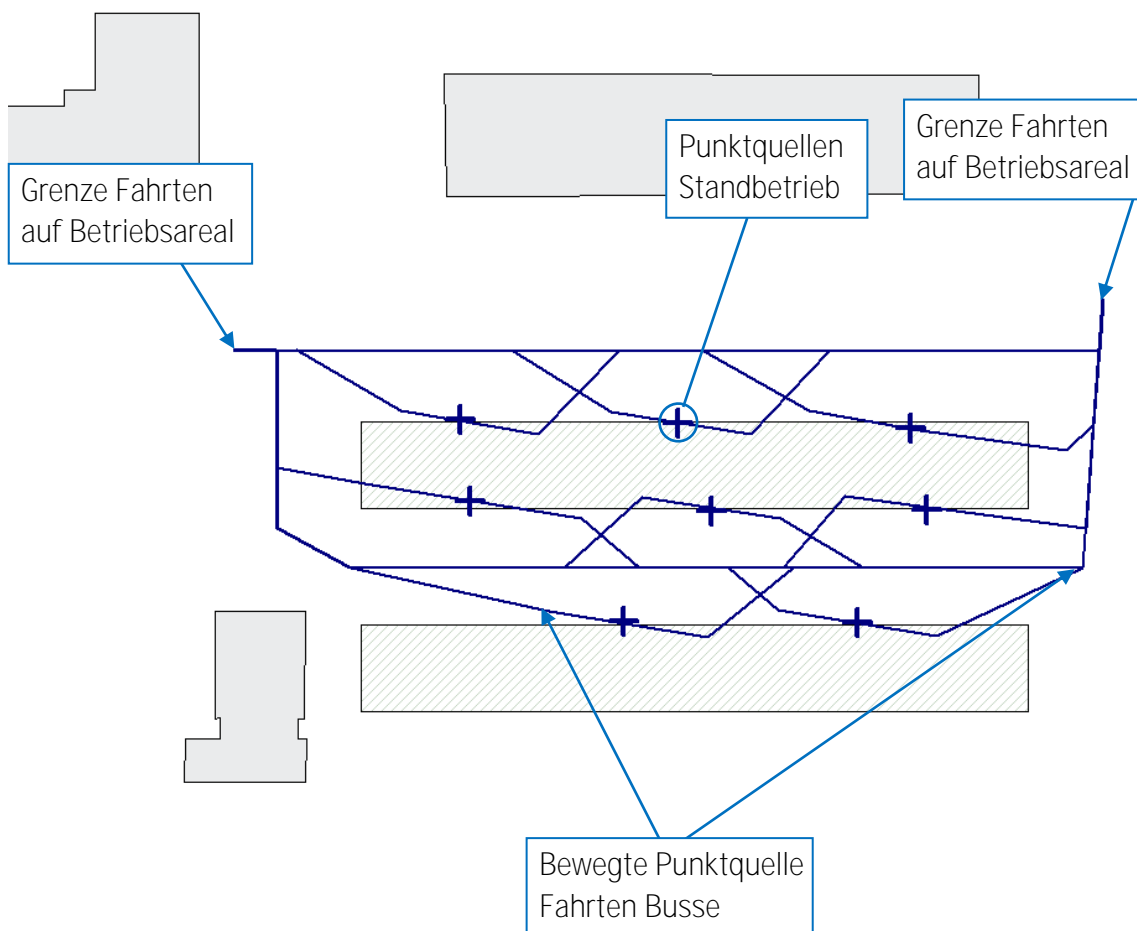 Grenze Fahrten
auf Betriebsareal
Punktquellen
Standbetrieb
Grenze Fahrten
auf Betriebsareal
Bewegte Punktquelle
Fahrten Busse